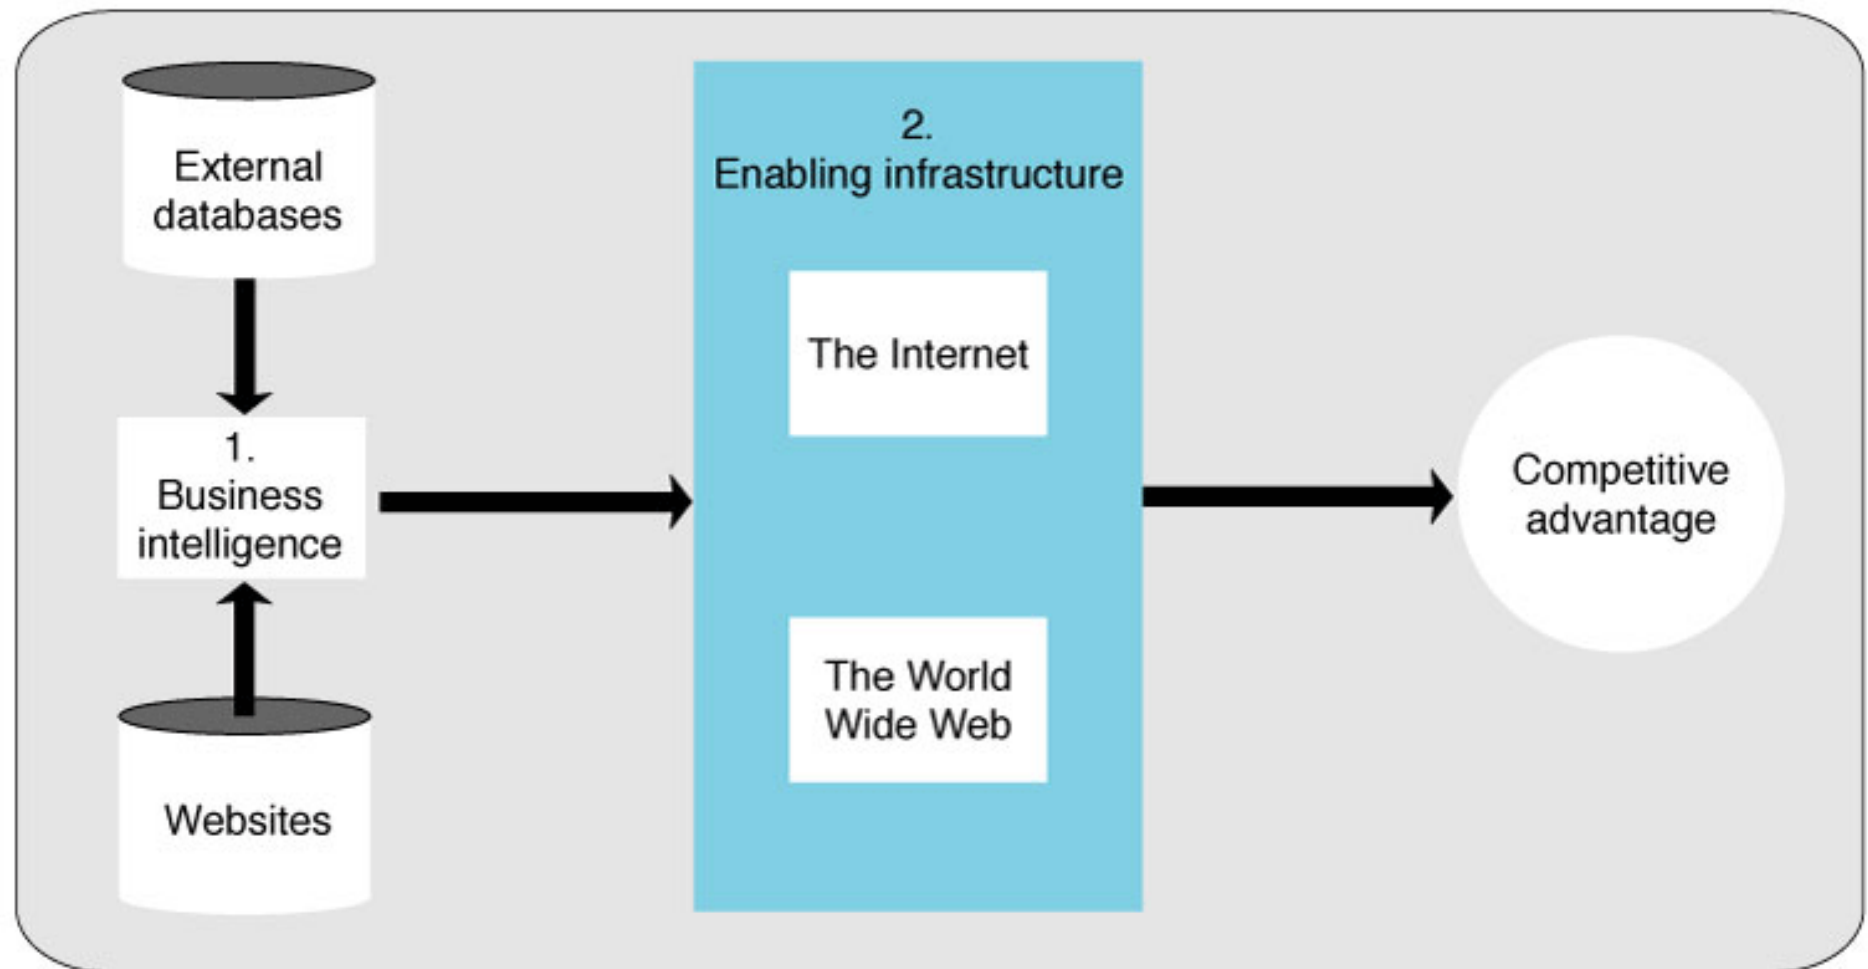 External
databases
1.
Business
intelligence
Websites
2.
Enabling infrastructure
The Internet
The World
Wide Web
Competitive
advantage